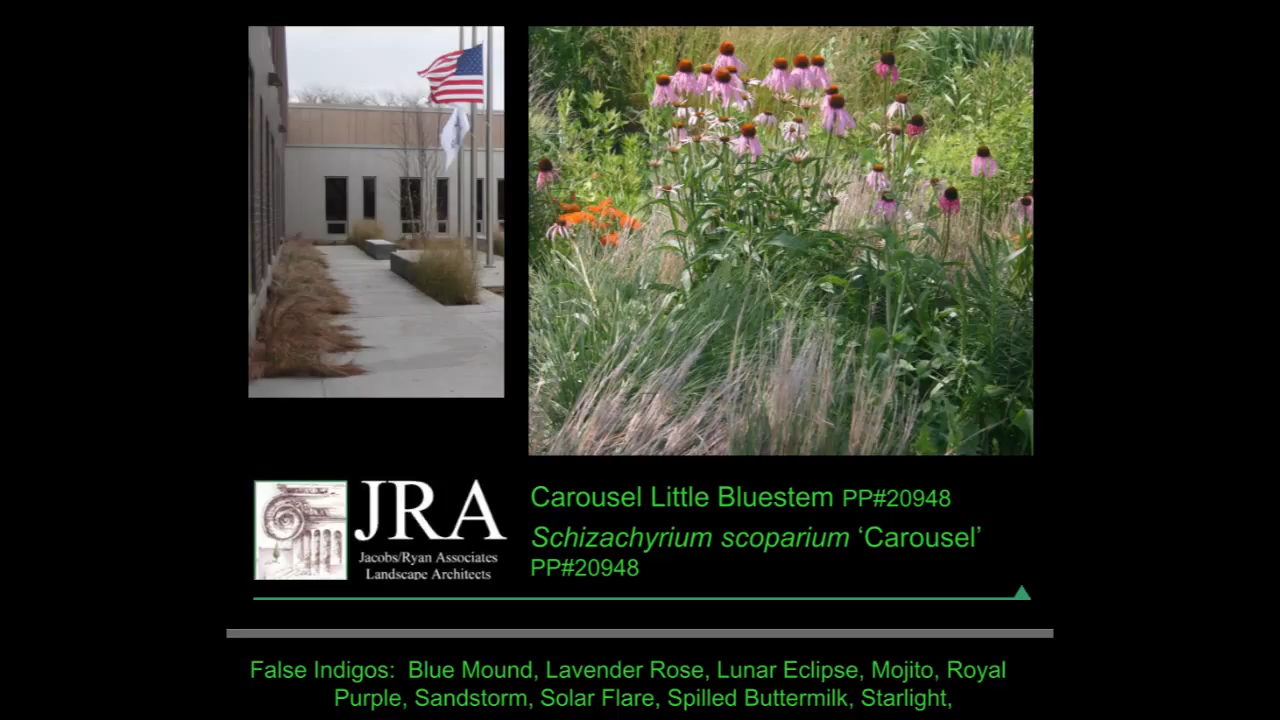 JRA
Jacobs/Ryan Associates
Landscape Architects
Carousel Little Bluestem PP#20948
Schizachyrium scoparium ‘Carousel’
PP#20948
False Indigos:  Blue Mound, Lavender Rose, Lunar Eclipse, Mojito, Royal
Purple, Sandstorm, Solar Flare, Spilled Buttermilk, Starlight,